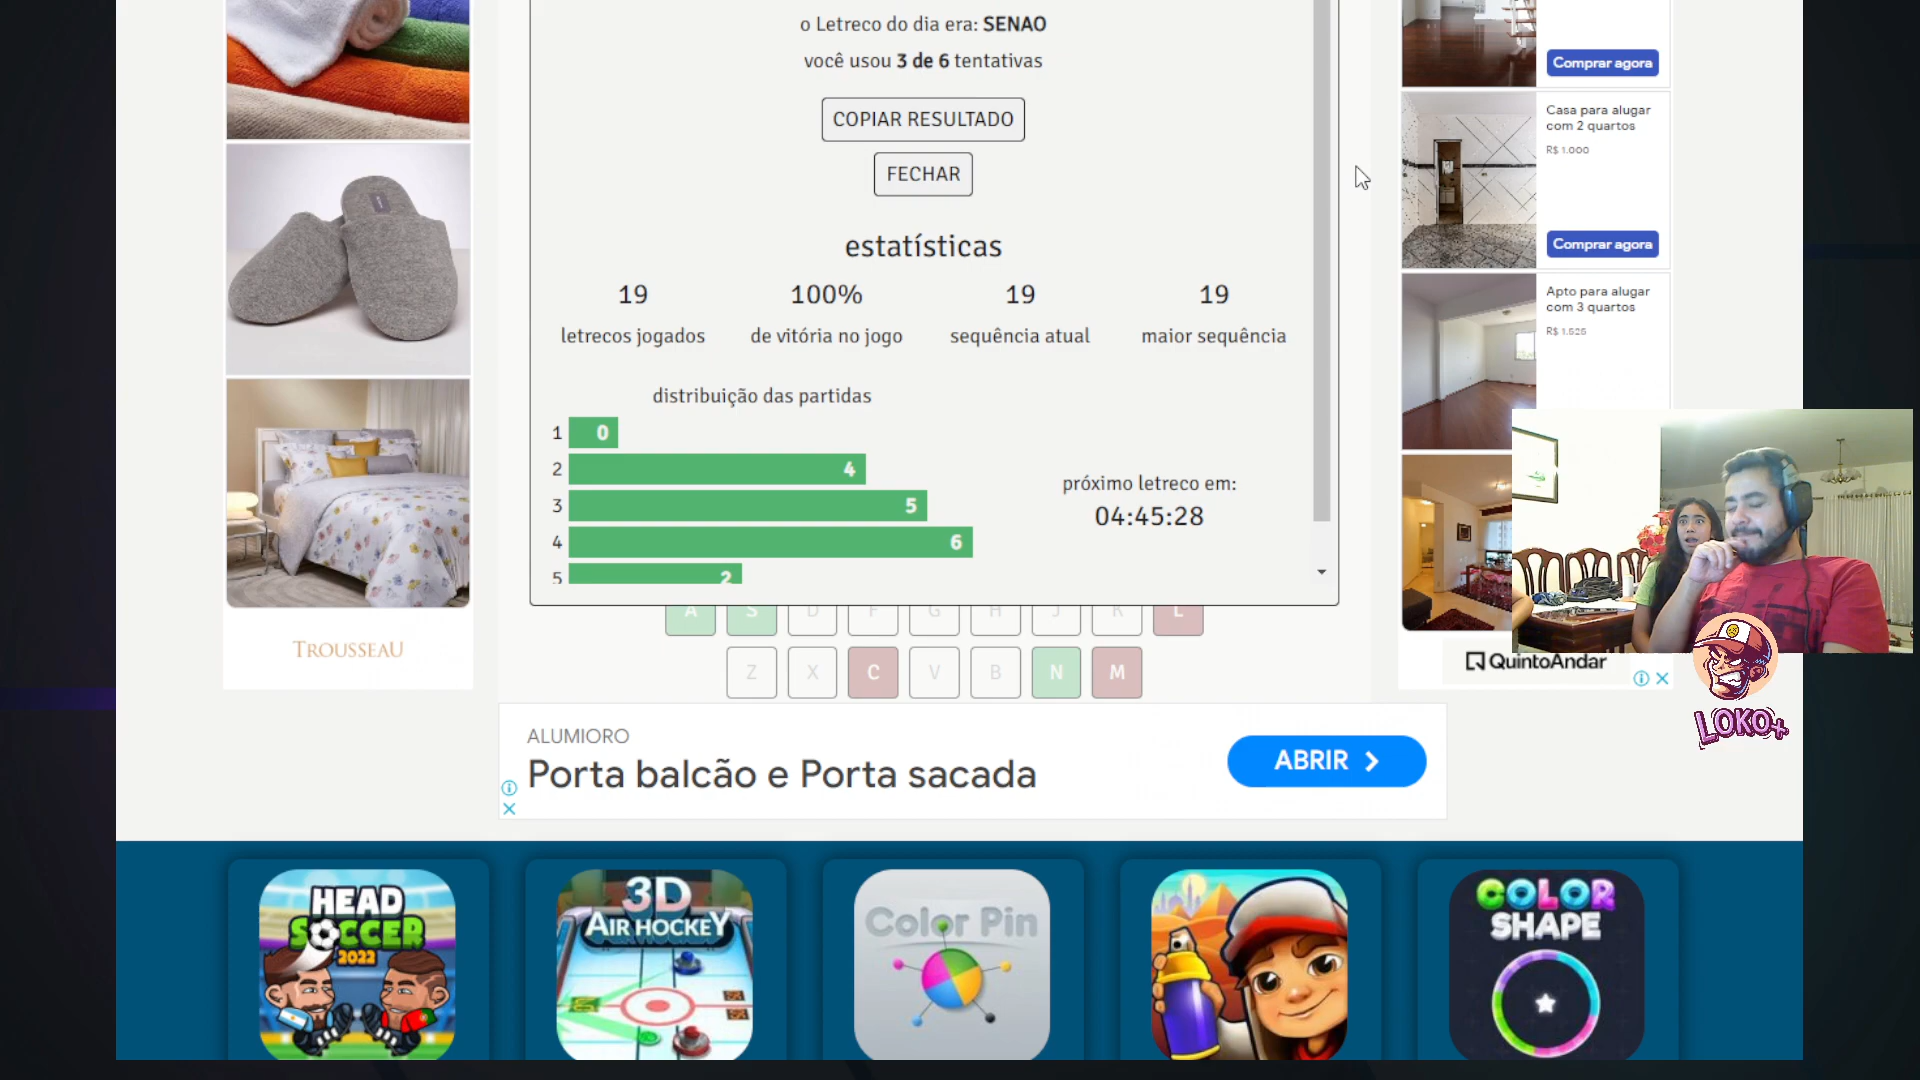 o Letreco do dia era: SENAO
você usou 3 de 6 tentativas
COPIAR RESULTADO
FECHAR
estatísticas
19
100%
19
19
letrecos jogados
de vitória no jogo
sequência atual
maior sequência
distribuição das partidas
1 0
2 4
3 5
4 6
5 2
próximo letreco em:
04:45:28
A S D F G H J K L
Z X C V B N M
TROUSSEAU
Comprar agora
Casa para alugar
com 2 quartos
R$ 1.000
Comprar agora
Apto para alugar
com 3 quartos
R$ 1.525
QuintoAndar
LOKO+
ALUMIORO
Porta balcão e Porta sacada
ABRIR
HEAD
SOCCER
2022
3D
AIR HOCKEY
Color Pin
COLOR
SHAPE